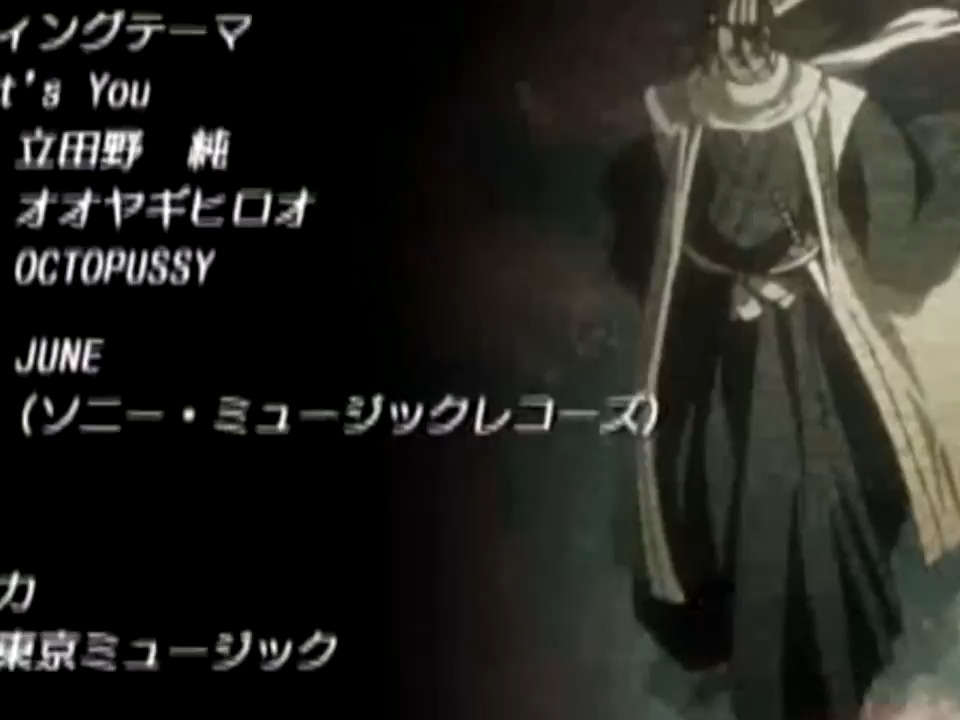 ィングテーマ
t's You
立田野 純
オオヤギヒロオ
OCTOPUSSY
JUNE
(ソニー・ミュージックレコーズ)
カ
東京ミュージック